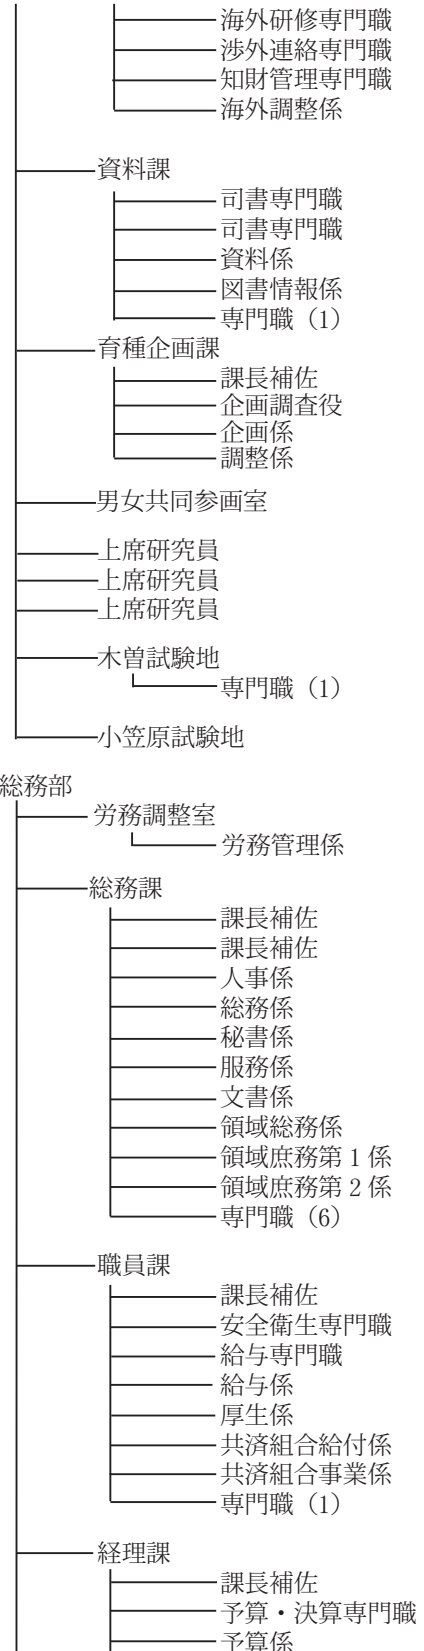 海外研修専門職
渉外連絡専門職
知財管理専門職
海外調整係
資料課
司書専門職
司書専門職
資料係
図書情報係
専門職（1）
育種企画課
課長補佐
企画調査役
企画係
調整係
男女共同参画室
上席研究員
上席研究員
上席研究員
木曽試験地
専門職（1）
小笠原試験地
総務部
労務調整室
労務管理係
総務課
課長補佐
課長補佐
人事係
総務係
秘書係
服務係
文書係
領域総務係
領域庶務第 1 係
領域庶務第 2 係
専門職（6）
職員課
課長補佐
安全衛生専門職
給与専門職
給与係
厚生係
共済組合給付係
共済組合事業係
専門職（1）
経理課
課長補佐
予算・決算専門職
予算係